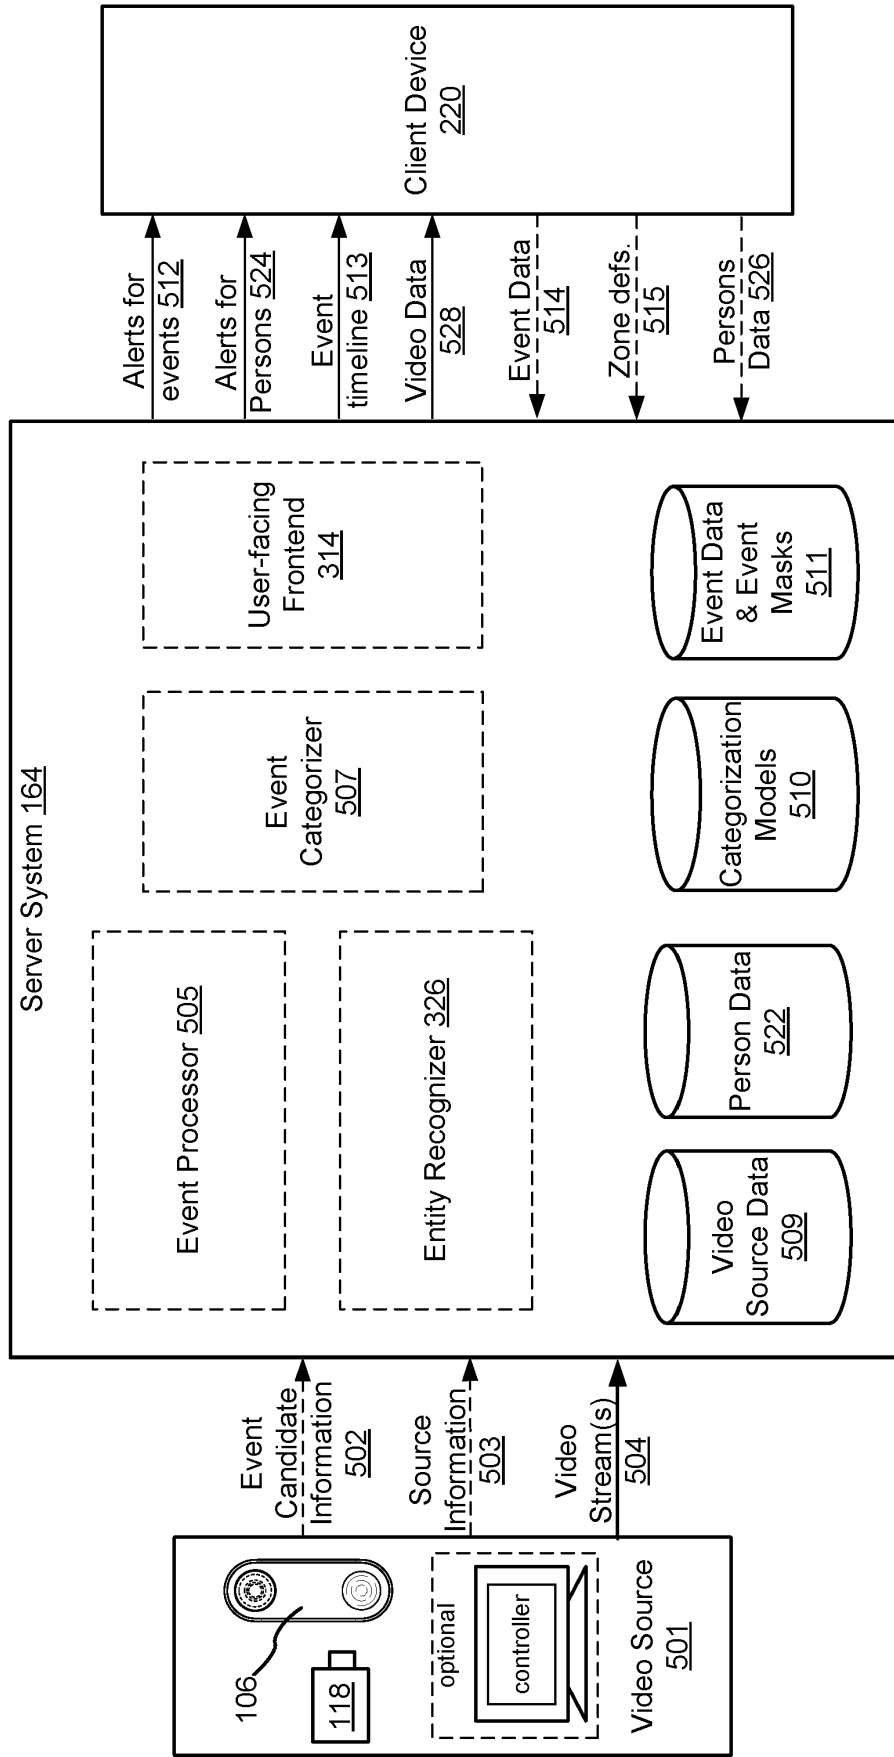 106
118
optional
controller
Video Source
501
Event
Candidate
Information
502
Source
Information
503
Video
Stream(s)
504
Server System 164
Event Processor 505
Entity Recognizer 326
Event
Categorizer
507
User-facing
Frontend
314
Video
Source Data
509
Person Data
522
Categorization
Models
510
Event Data
& Event
Masks
511
Alerts for
events 512
Alerts for
Persons 524
Event
timeline 513
Video Data
528
Event Data
514
Zone defs.
515
Persons
Data 526
Client Device
220